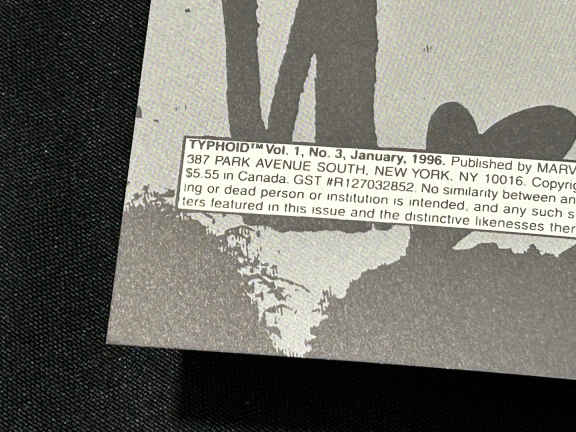 TYPHOID™ Vol. 1, No. 3, January, 1996. Published by MARV
387 PARK AVENUE SOUTH, NEW YORK, NY 10016. Copyrig
$5.55 in Canada. GST #R127032852. No similarity between an
ing or dead person or institution is intended, and any such s
ters featured in this issue and the distinctive likenesses ther